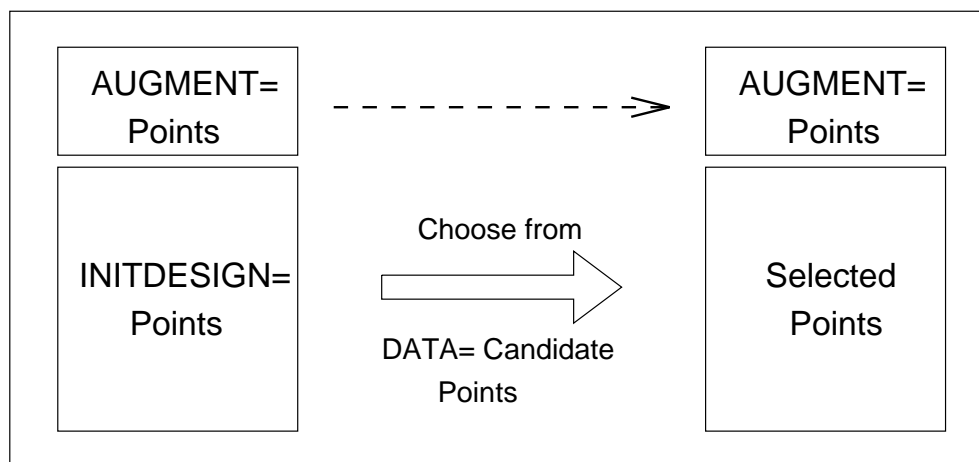 AUGMENT=
Points
AUGMENT=
Points
INITDESIGN=
Points
Choose from
DATA= Candidate
Points
Selected
Points